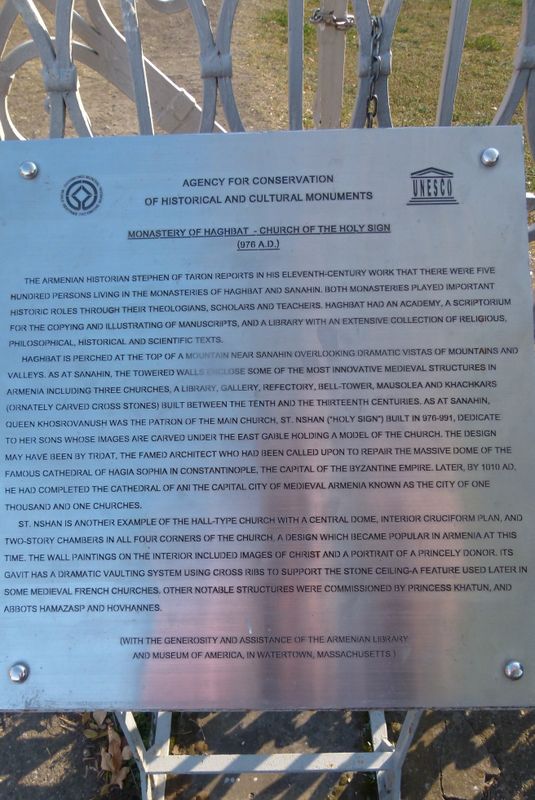 AGENCY FOR CONSERVATION
OF HISTORICAL AND CULTURAL MONUMENTS
UNESCO
MONASTERY OF HAGHBAT - CHURCH OF THE HOLY SIGN
(976 A.D.)
THE ARMENIAN HISTORIAN STEPHEN OF TARON REPORTS IN HIS ELEVENTH-CENTURY WORK THAT THERE WERE FIVE
HUNDRED PERSONS LIVING IN THE MONASTERIES OF HAGHBAT AND SANAHIN. BOTH MONASTERIES PLAYED IMPORTANT
HISTORIC ROLES THROUGH THEIR THEOLOGIANS, SCHOLARS AND TEACHERS. HAGHBAT HAD AN ACADEMY, A SCRIPTORIUM
FOR THE COPYING AND ILLUSTRATING OF MANUSCRIPTS, AND A LIBRARY WITH AN EXTENSIVE COLLECTION OF RELIGIOUS,
PHILOSOPHICAL, HISTORICAL AND SCIENTIFIC TEXTS.
HAGHBAT IS PERCHED AT THE TOP OF A MOUNTAIN NEAR SANAHIN OVERLOOKING DRAMATIC VISTAS OF MOUNTAINS AND
VALLEYS. AS AT SANAHIN, THE TOWERED WALLS ENCLOSE SOME OF THE MOST INNOVATIVE MEDIEVAL STRUCTURES IN
ARMENIA INCLUDING THREE CHURCHES, A LIBRARY, GALLERY, REFECTORY, BELL-TOWER, MAUSOLEA AND KHACHKARS
(ORNATELY CARVED CROSS STONES) BUILT BETWEEN THE TENTH AND THE THIRTEENTH CENTURIES. AS AT SANAHIN,
QUEEN KHOSROVANUSH WAS THE PATRON OF THE MAIN CHURCH, ST. NSHAN ("HOLY SIGN") BUILT IN 976-991, DEDICATE
TO HER SONS WHOSE IMAGES ARE CARVED UNDER THE EAST GABLE HOLDING A MODEL OF THE CHURCH. THE DESIGN
MAY HAVE BEEN BY TRDAT, THE FAMED ARCHITECT WHO HAD BEEN CALLED UPON TO REPAIR THE MASSIVE DOME OF THE
FAMOUS CATHEDRAL OF HAGIA SOPHIA IN CONSTANTINOPLE, THE CAPITAL OF THE BYZANTINE EMPIRE. LATER, BY 1010 AD,
HE HAD COMPLETED THE CATHEDRAL OF ANI THE CAPITAL CITY OF MEDIEVAL ARMENIA KNOWN AS THE CITY OF ONE
THOUSAND AND ONE CHURCHES.
ST. NSHAN IS ANOTHER EXAMPLE OF THE HALL-TYPE CHURCH WITH A CENTRAL DOME, INTERIOR CRUCIFORM PLAN, AND
TWO-STORY CHAMBERS IN ALL FOUR CORNERS OF THE CHURCH, A DESIGN WHICH BECAME POPULAR IN ARMENIA AT THIS
TIME. THE WALL PAINTINGS ON THE INTERIOR INCLUDED IMAGES OF CHRIST AND A PORTRAIT OF A PRINCELY DONOR. ITS
GAVIT HAS A DRAMATIC VAULTING SYSTEM USING CROSS RIBS TO SUPPORT THE STONE CEILING-A FEATURE USED LATER IN
SOME MEDIEVAL FRENCH CHURCHES. OTHER NOTABLE STRUCTURES WERE COMMISSIONED BY PRINCESS KHATUN, AND
ABBOTS HAMAZASP AND HOVHANNES.
(WITH THE GENEROSITY AND ASSISTANCE OF THE ARMENIAN LIBRARY
AND MUSEUM OF AMERICA, IN WATERTOWN, MASSACHUSETTS.)